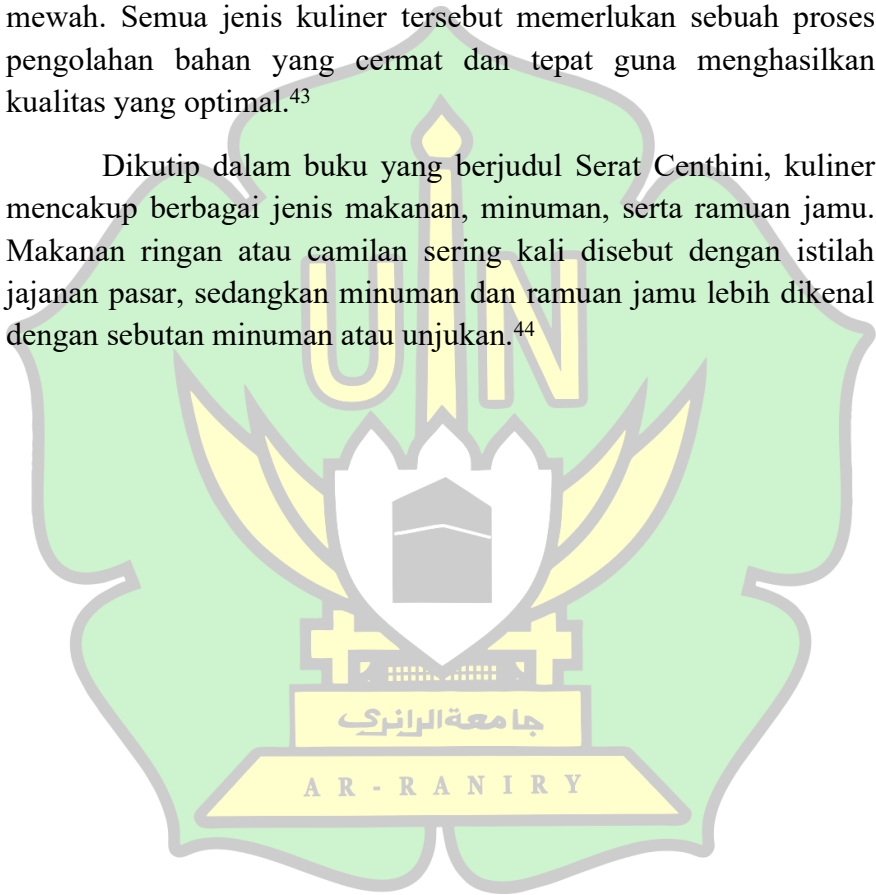 mewah. Semua jenis kuliner tersebut memerlukan sebuah proses
pengolahan bahan yang cermat dan tepat guna menghasilkan
kualitas yang optimal.43
Dikutip dalam buku yang berjudul Serat Centhini, kuliner
mencakup berbagai jenis makanan, minuman, serta ramuan jamu.
Makanan ringan atau camilan sering kali disebut dengan istilah
jajanan pasar, sedangkan minuman dan ramuan jamu lebih dikenal
dengan sebutan minuman atau unjukan.44
UIN
جامعة الرانري
AR-RANIRY